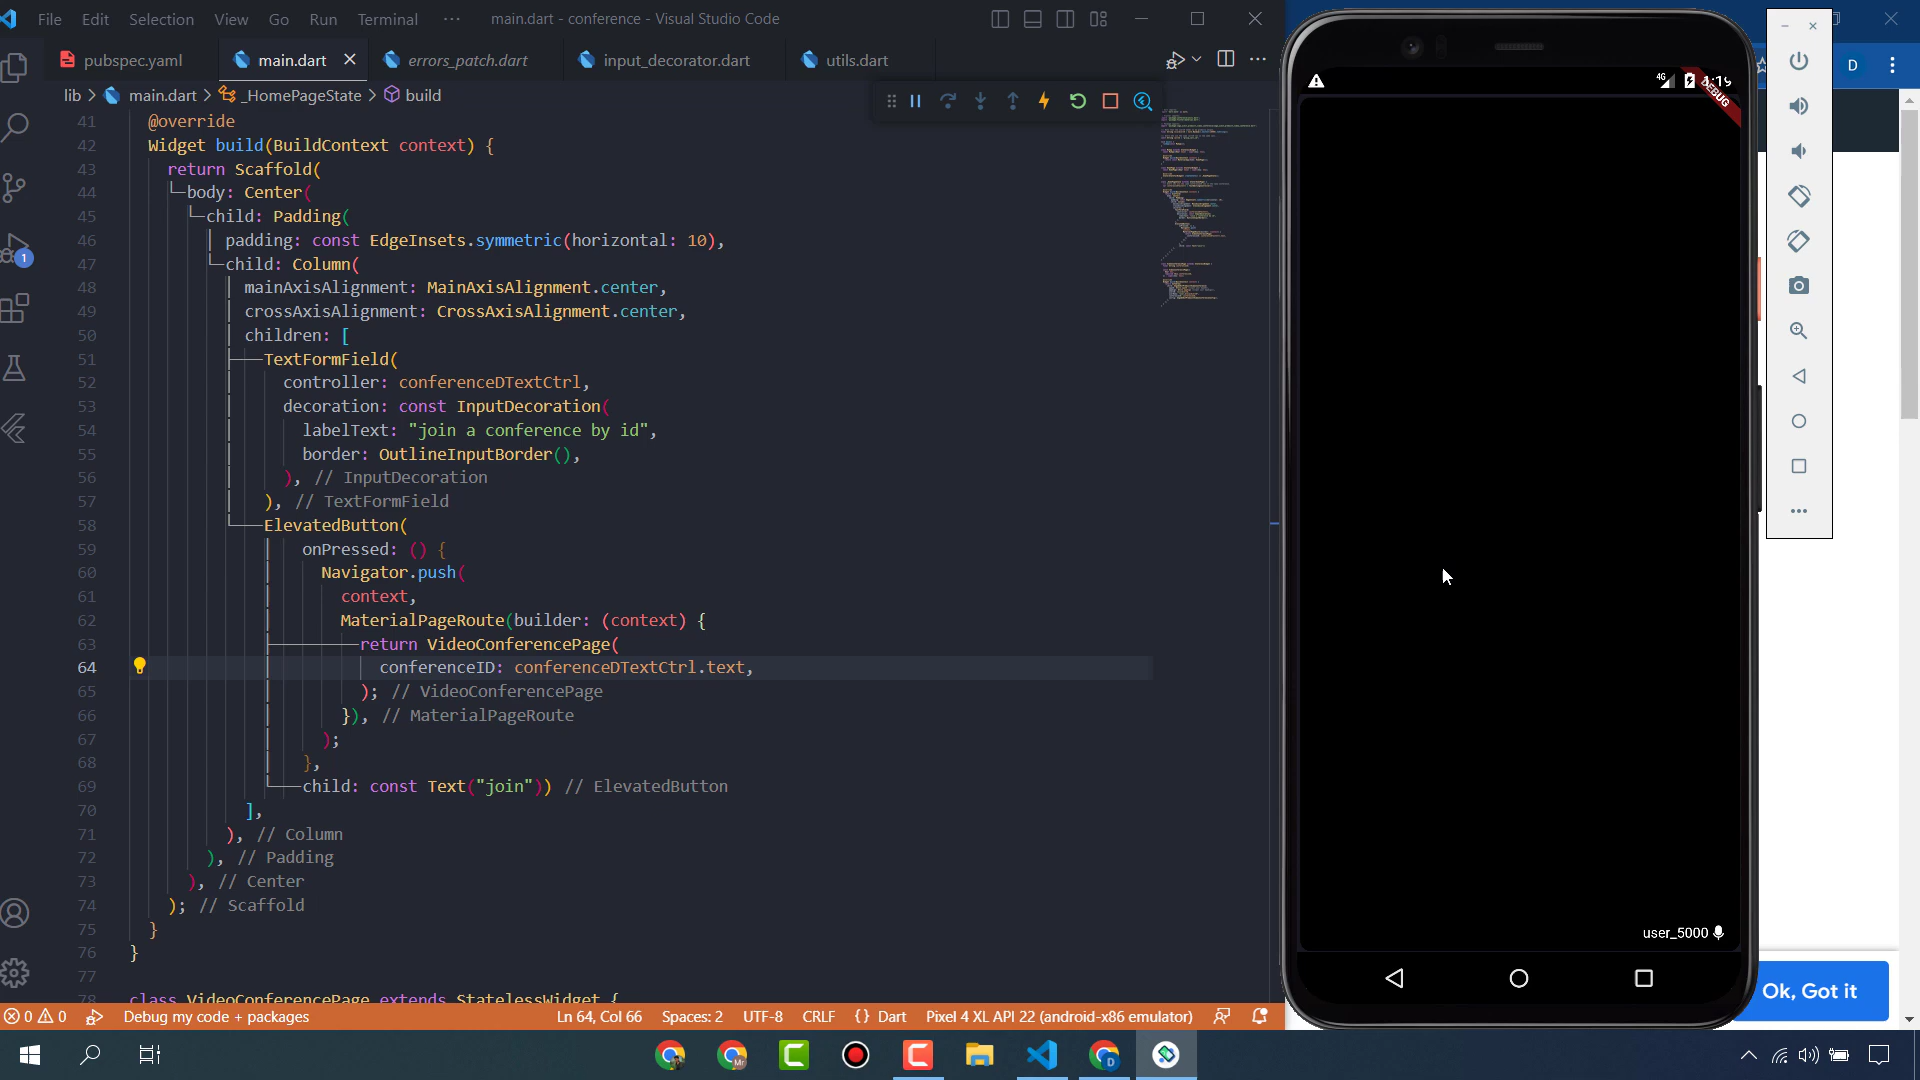 File Edit Selection View Go Run Terminal ··· main.dart - conference - Visual Studio Code
pubspec.yaml main.dart errors_patch.dart input_decorator.dart utils.dart
lib > main.dart > _HomePageState > build
41 @override
42 Widget build(BuildContext context) {
43 return Scaffold(
44 body: Center(
45 child: Padding(
46 padding: const EdgeInsets.symmetric(horizontal: 10),
47 child: Column(
48 mainAxisAlignment: MainAxisAlignment.center,
49 crossAxisAlignment: CrossAxisAlignment.center,
50 children: [
51 TextFormField(
52 controller: conferenceDTextCtrl,
53 decoration: const InputDecoration(
54 labelText: "join a conference by id",
55 border: OutlineInputBorder(),
56 ), // InputDecoration
57 ), // TextFormField
58 ElevatedButton(
59 onPressed: () {
60 Navigator.push(
61 context,
62 MaterialPageRoute(builder: (context) {
63 return VideoConferencePage(
64 conferenceID: conferenceDTextCtrl.text,
65 ); // VideoConferencePage
66 }), // MaterialPageRoute
67 );
68 },
69 child: const Text("join")) // ElevatedButton
70 ],
71 ), // Column
72 ), // Padding
73 ), // Center
74 ); // Scaffold
75 }
76 }
77
78 class VideoConferencePage extends StatelessWidget {
1
0 0 Debug my code + packages Ln 64, Col 66 Spaces: 2 UTF-8 CRLF {} Dart Pixel 4 XL API 22 (android-x86 emulator)
4G
DEBUG
user_5000
D
Ok, Got it